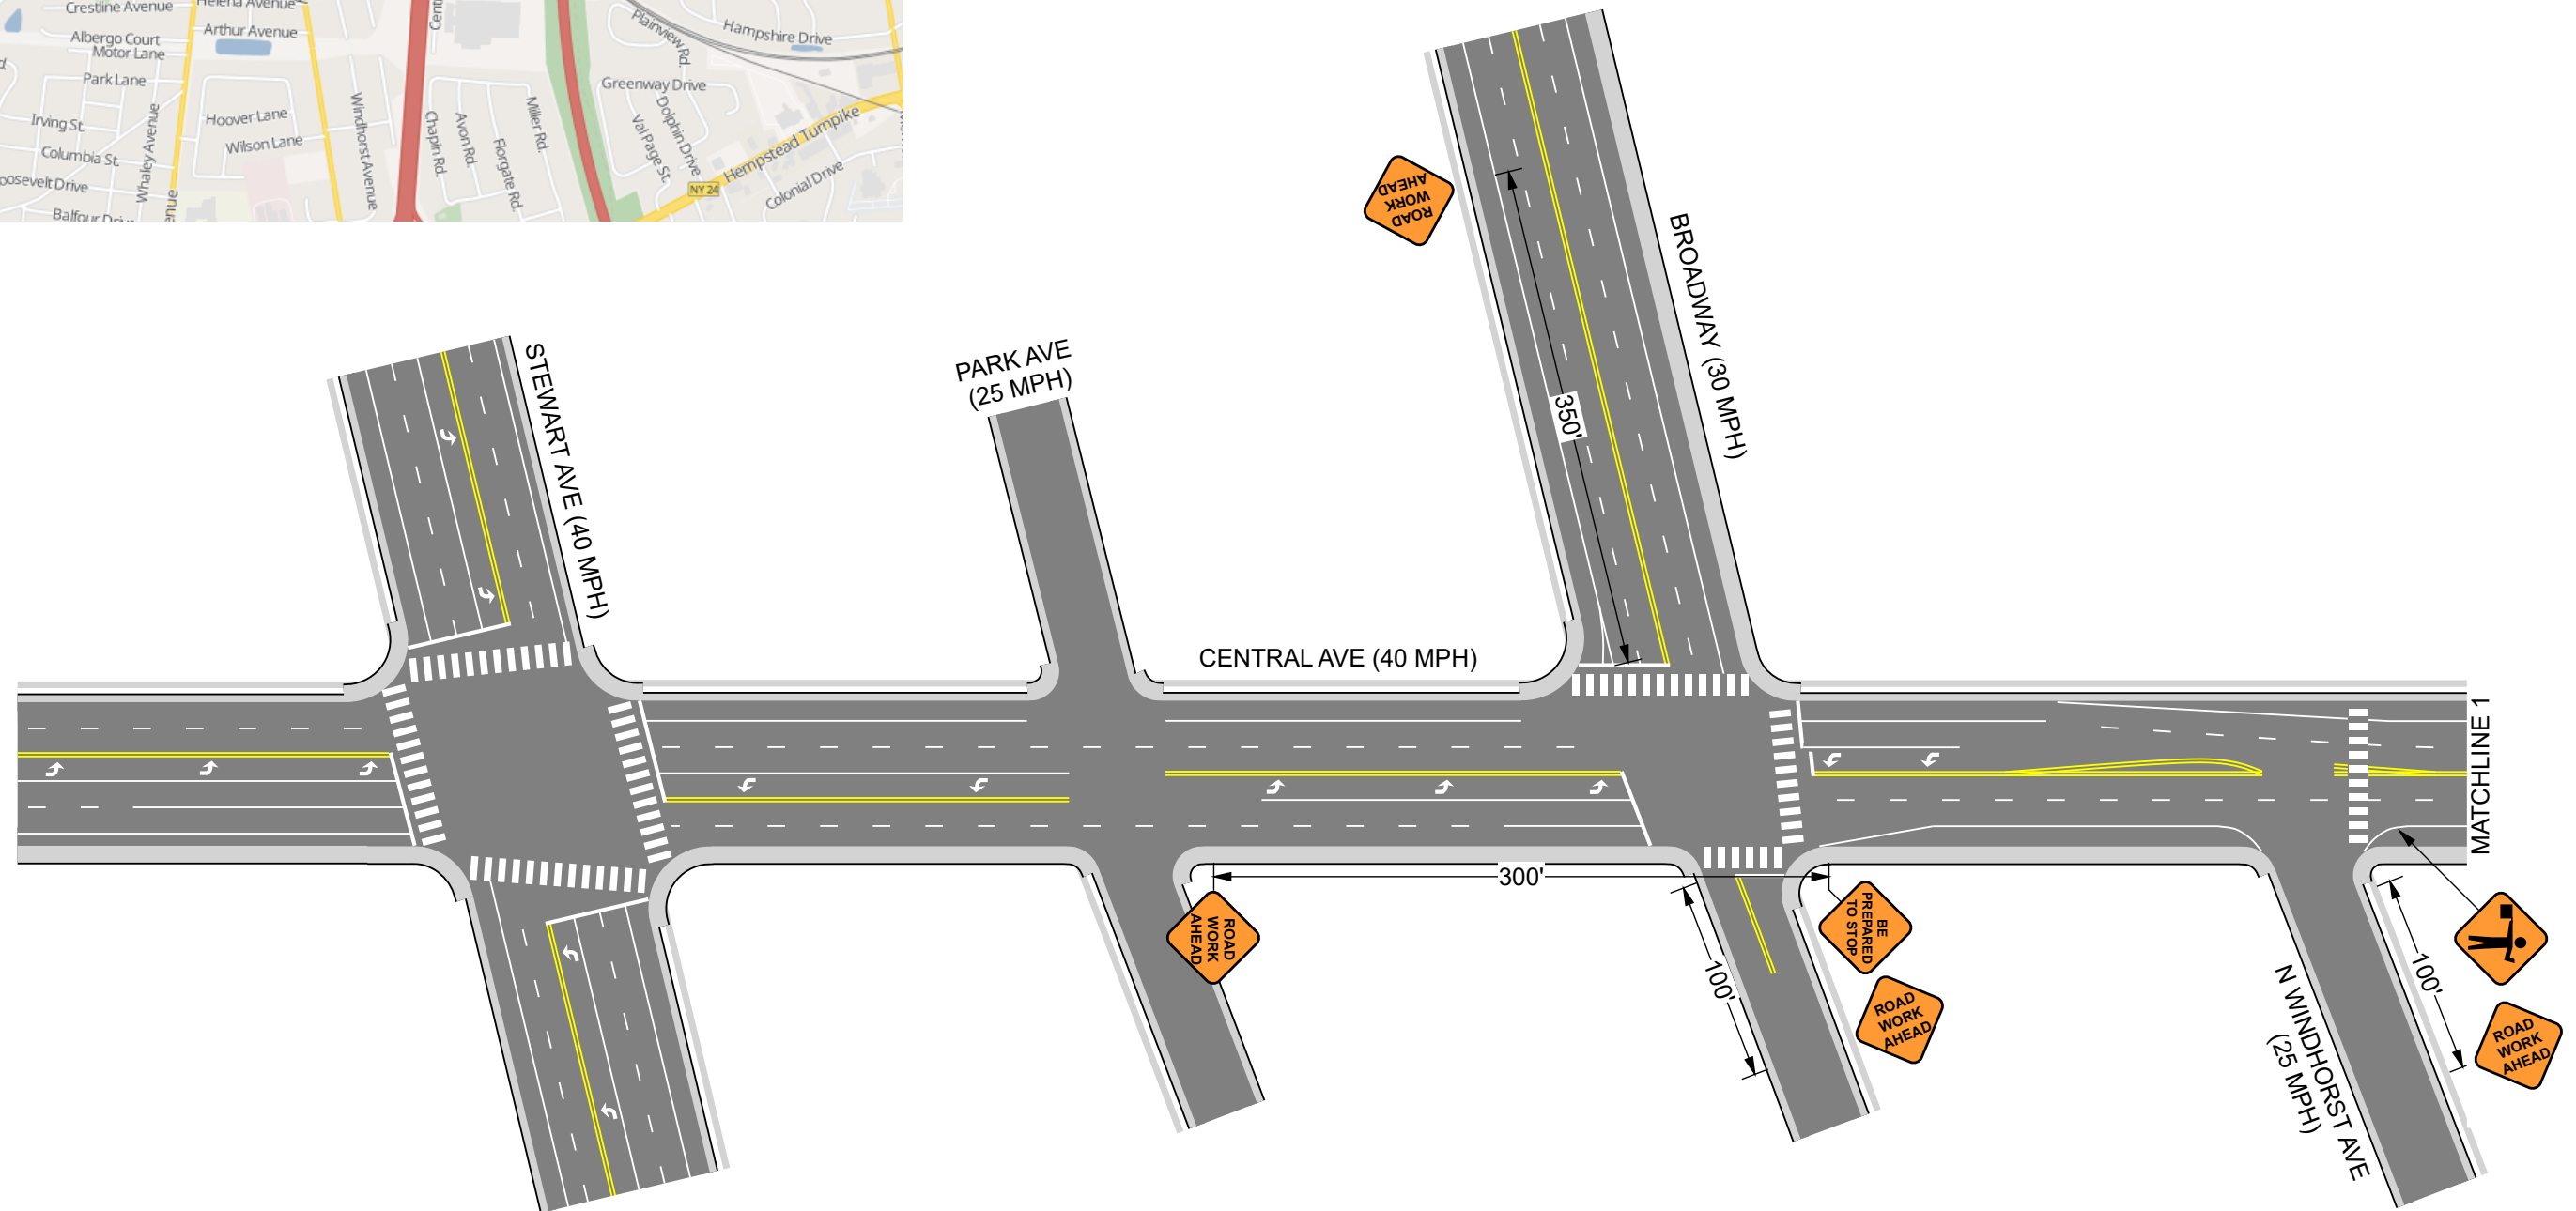 Crestline Avenue
Helena Avenue
Albergo Court
Motor Lane
Arthur Avenue
Park Lane
Irving St.
Columbia St.
Whaley Avenue
Hoover Lane
Wilson Lane
Windhorst Avenue
Chapin Rd.
Avon Rd.
Florgate Rd.
Miller Rd.
Plainview Rd.
Hampshire Drive
Greenway Drive
Val Page St.
Dolphin Drive
Hempstead Turnpike
NY 24
Colonial Drive
ROAD
WORK
AHEAD
BROADWAY (30 MPH)
350'
STEWART AVE (40 MPH)
PARK AVE
(25 MPH)
CENTRAL AVE (40 MPH)
MATCHLINE 1
300'
ROAD
WORK
AHEAD
100'
BE
PREPARED
TO STOP
ROAD
WORK
AHEAD
N WINDHORST AVE
(25 MPH)
100'
ROAD
WORK
AHEAD